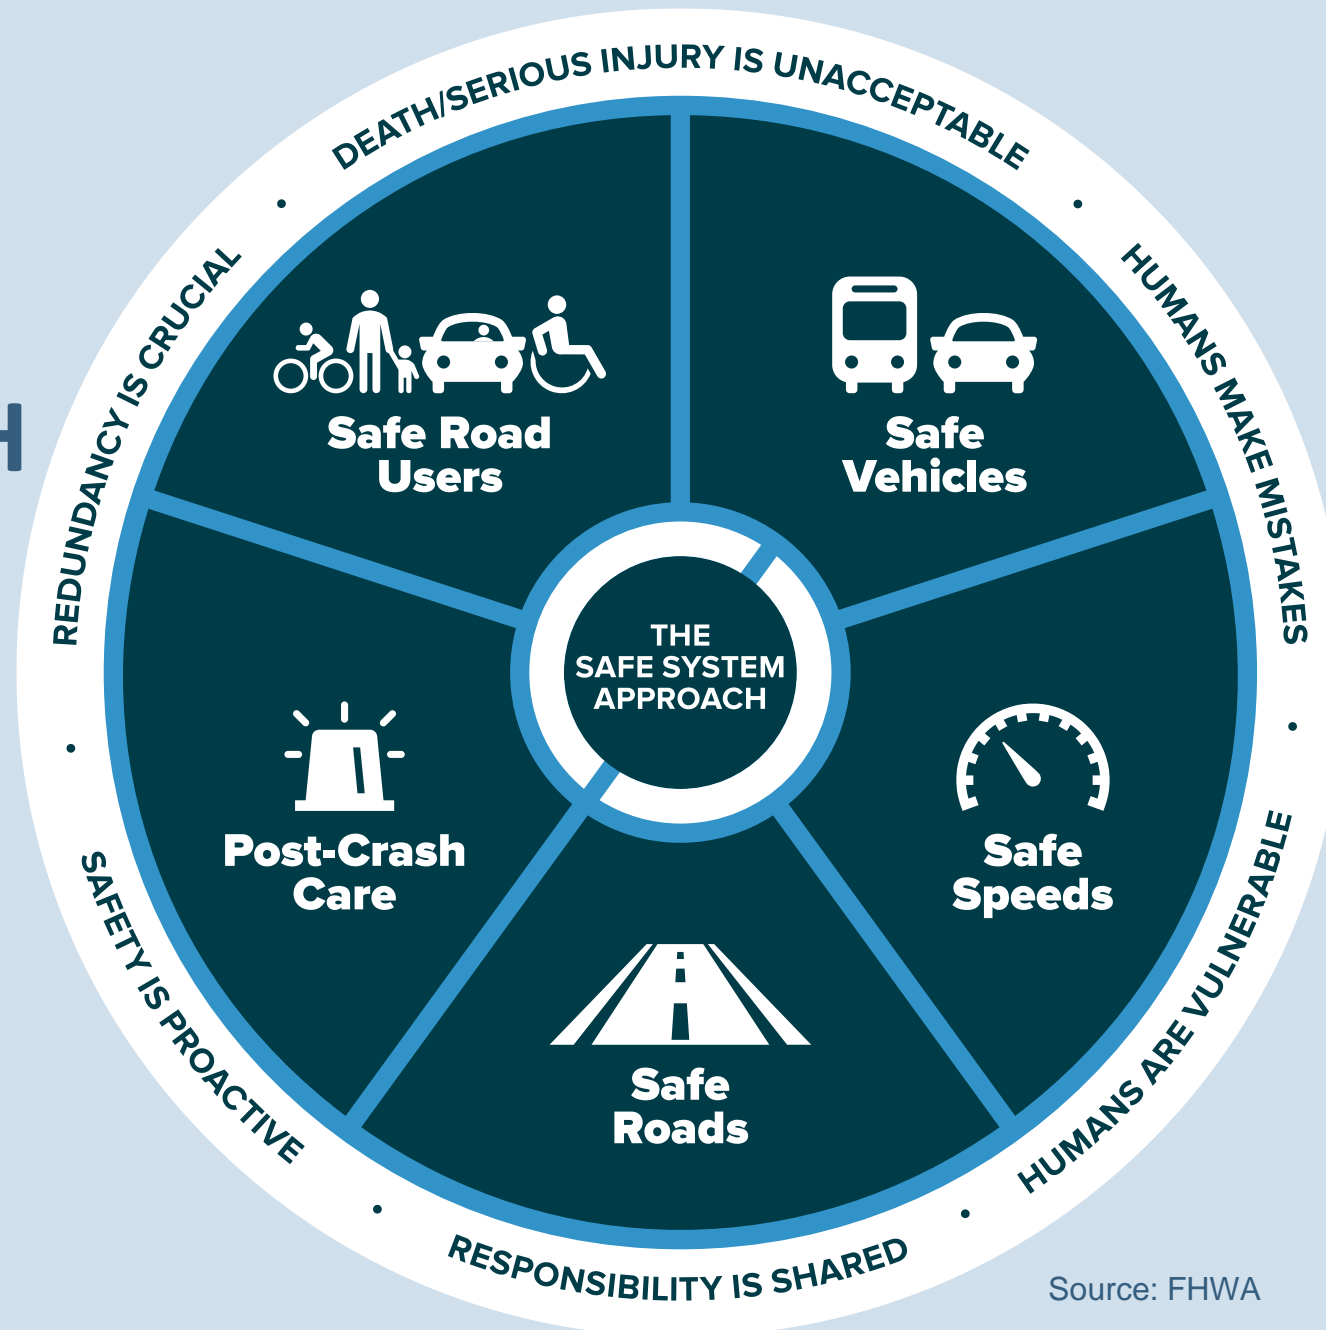 DEATH/SERIOUS INJURY IS UNACCEPTABLE
HUMANS MAKE MISTAKES
HUMANS ARE VULNERABLE
RESPONSIBILITY IS SHARED
SAFETY IS PROACTIVE
REDUNDANCY IS CRUCIAL
H
Safe Road
Users
Safe
Vehicles
THE
SAFE SYSTEM
APPROACH
Post-Crash
Care
Safe
Speeds
Safe
Roads
Source: FHWA